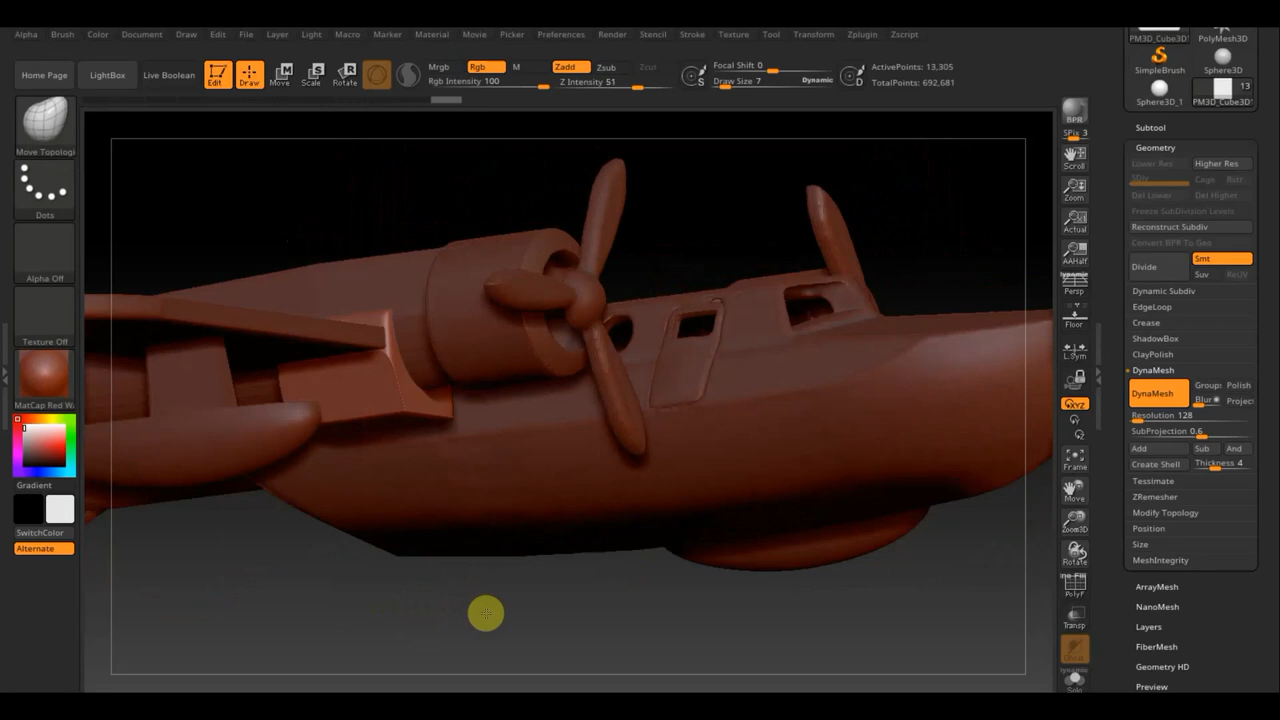 Alpha Brush Color Document Draw Edit File Layer Light Macro Marker Material Movie Picker Preferences Render Stencil Stroke Texture Tool Transform Zplugin Zscript
Home Page
LightBox
Live Boolean
Edit
Draw
Move
Scale
Rotate
Mrgb Rgb M
Rgb Intensity 100
Zadd Zsub Zcut
Z Intensity 51
S
Focal Shift 0
Draw Size 7 Dynamic
D
ActivePoints: 13,305
TotalPoints: 692,681
PM3D_Cube3D
PolyMesh3D
SimpleBrush
Sphere3D
Sphere3D_1
13
PM3D_Cube3D
Move Topologi
Dots
Alpha Off
Texture Off
MatCap Red Wa
Gradient
SwitchColor
Alternate
BPR
SPix 3
Scroll
Zoom
Actual
AAHalf
Dynamic
Persp
Floor
L.Sym
XYZ
Frame
Move
Zoom3D
Rotate
PolyF
Transp
Ghost
Dynamic
Solo
Subtool
Geometry
Lower Res Higher Res
SDiv Cage Rstr
Del Lower Del Higher
Freeze SubDivision Levels
Reconstruct Subdiv
Convert BPR To Geo
Divide Smt
Suv ReUV
Dynamic Subdiv
EdgeLoop
Crease
ShadowBox
ClayPolish
DynaMesh
DynaMesh
Groups Polish
Blur Project
Resolution 128
SubProjection 0.6
Add Sub And
Create Shell Thickness 4
Tessimate
ZRemesher
Modify Topology
Position
Size
MeshIntegrity
ArrayMesh
NanoMesh
Layers
FiberMesh
Geometry HD
Preview